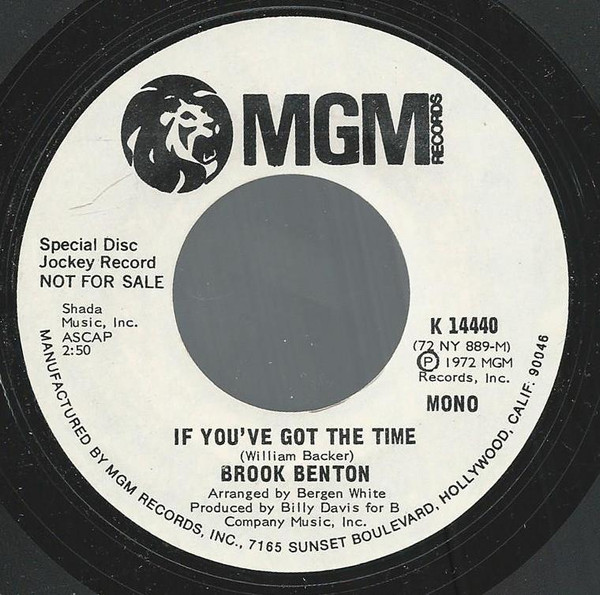 MGM RECORDS
Special Disc
Jockey Record
NOT FOR SALE
Shada
Music, Inc.
ASCAP
2:50
K 14440
(72 NY 889-M)
Ⓟ 1972 MGM
Records, Inc.
MONO
IF YOU'VE GOT THE TIME
(William Backer)
BROOK BENTON
Arranged by Bergen White
Produced by Billy Davis for B
Company Music, Inc.
MANUFACTURED BY MGM RECORDS, INC., 7165 SUNSET BOULEVARD, HOLLYWOOD, CALIF. 90046